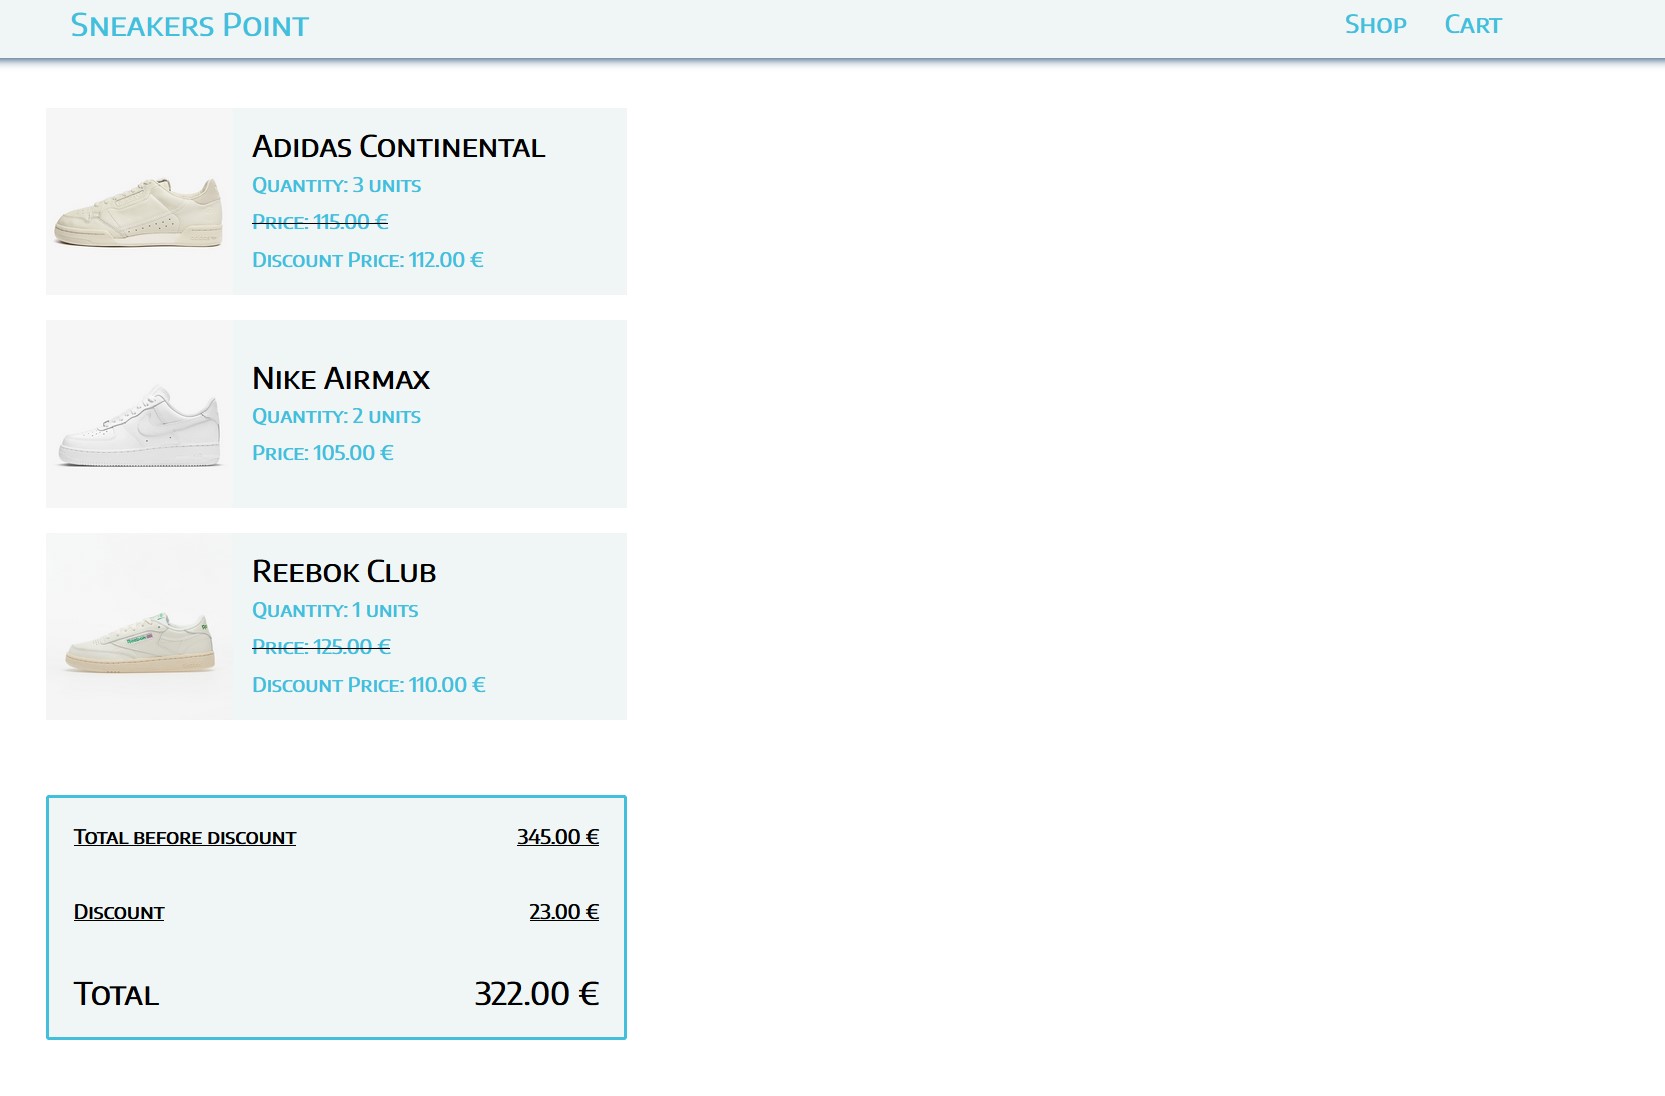 Sneakers Point
Shop Cart
Adidas Continental
Quantity: 3 units
Price: 115.00 €
Discount Price: 112.00 €
Nike Airmax
Quantity: 2 units
Price: 105.00 €
Reebok Club
Quantity: 1 units
Price: 125.00 €
Discount Price: 110.00 €
Total before discount 345.00 €
Discount 23.00 €
Total 322.00 €